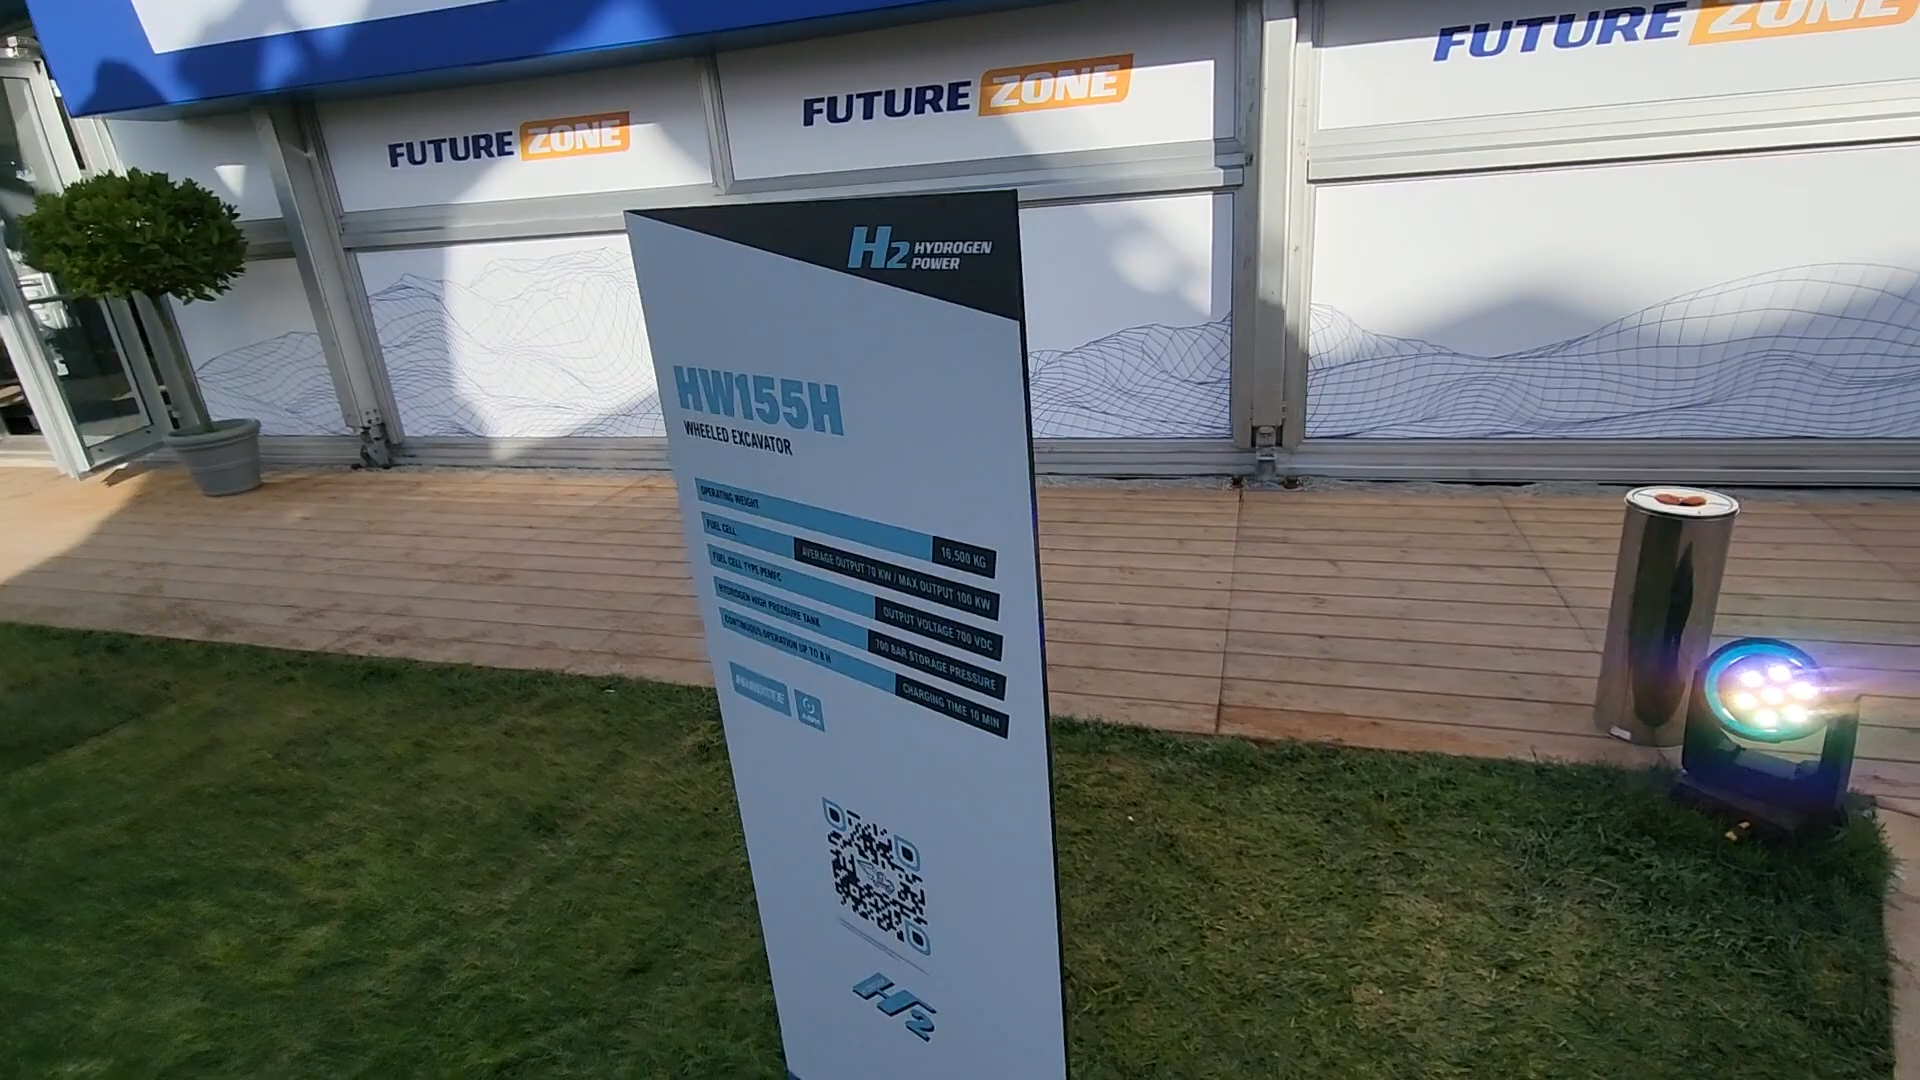 FUTURE ZONE
FUTURE ZONE
FUTURE ZONE
H2 HYDROGEN
POWER
HW155H
WHEELED EXCAVATOR
OPERATING WEIGHT 16,500 KG
FUEL CELL AVERAGE OUTPUT 70 KW / MAX OUTPUT 100 KW
FUEL CELL TYPE PEMFC OUTPUT VOLTAGE 700 VDC
HYDROGEN HIGH PRESSURE TANK 700 BAR STORAGE PRESSURE
CONTINUOUS OPERATION UP TO 8 H CHARGING TIME 10 MIN
H2